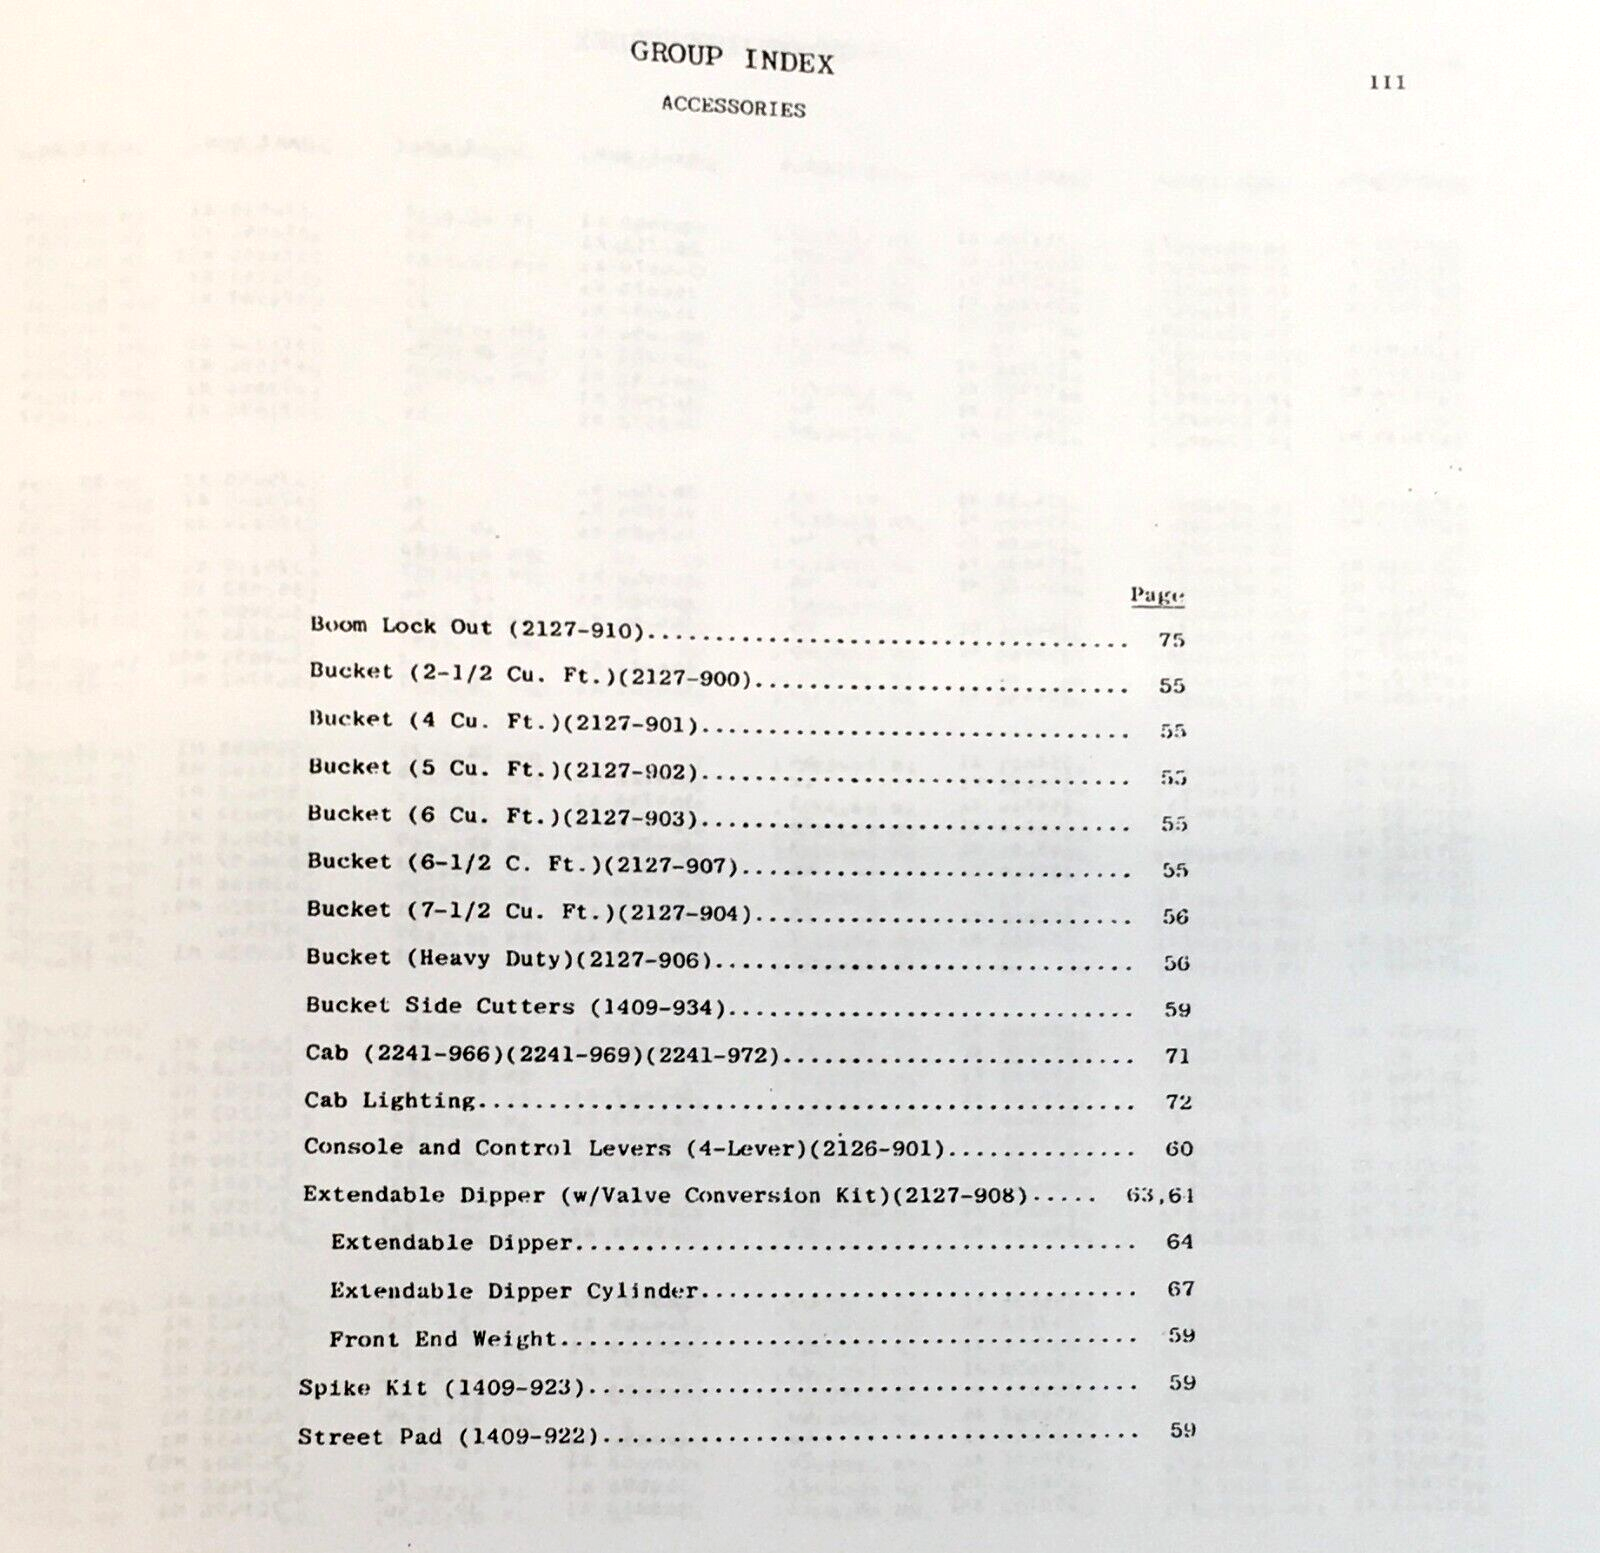 GROUP INDEX
III
ACCESSORIES
Page
Boom Lock Out (2127-910)................................... 75
Bucket (2-1/2 Cu. Ft.)(2127-900)............................ 55
Bucket (4 Cu. Ft.)(2127-901)................................ 55
Bucket (5 Cu. Ft.)(2127-902)................................ 55
Bucket (6 Cu. Ft.)(2127-903)................................ 55
Bucket (6-1/2 C. Ft.)(2127-907)............................. 55
Bucket (7-1/2 Cu. Ft.)(2127-904)............................ 56
Bucket (Heavy Duty)(2127-906)............................... 56
Bucket Side Cutters (1409-934).............................. 59
Cab (2241-966)(2241-969)(2241-972).......................... 71
Cab Lighting................................................ 72
Console and Control Levers (4-Lever)(2126-901).............. 60
Extendable Dipper (w/Valve Conversion Kit)(2127-908)..... 63,64
Extendable Dipper......................................... 64
Extendable Dipper Cylinder................................ 67
Front End Weight.......................................... 59
Spike Kit (1409-923)........................................ 59
Street Pad (1409-922)....................................... 59